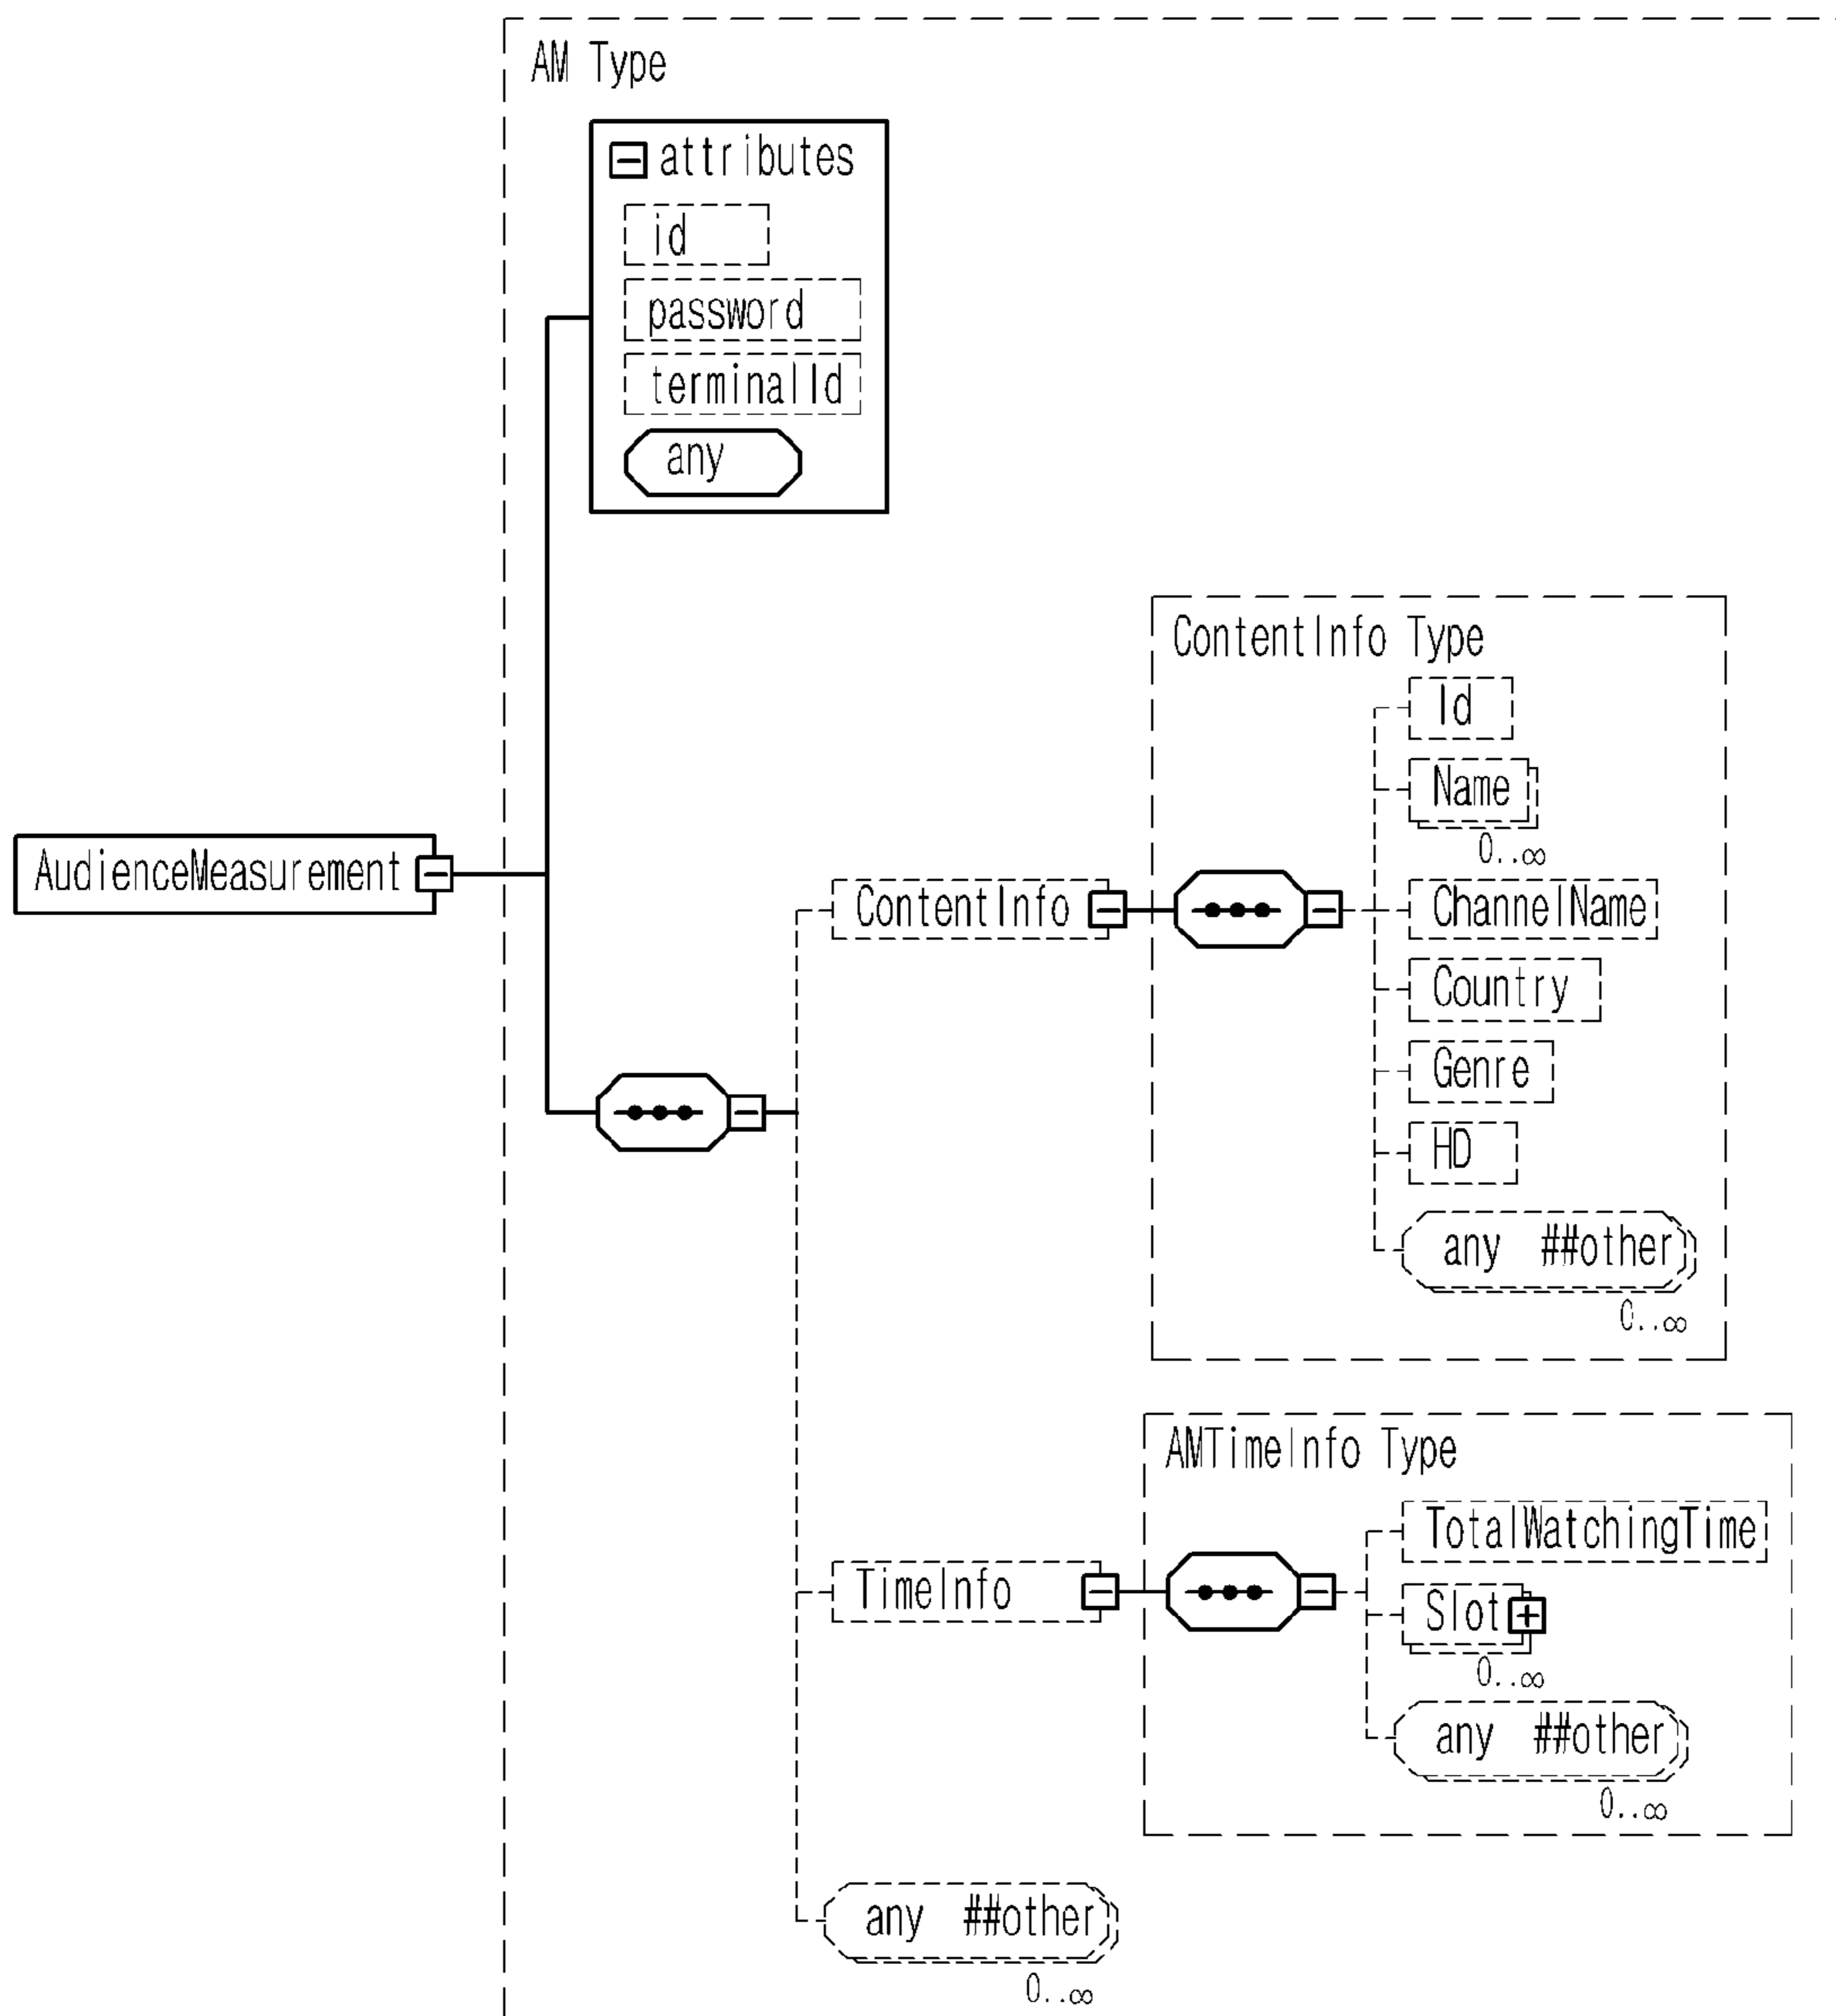 AM Type
attributes
id
password
terminalId
any
ContentInfo Type
Id
Name
0..∞
AudienceMeasurement
ContentInfo
ChannelName
Country
Genre
HD
any ##other
0..∞
AMTimeInfo Type
TotalWatchingTime
TimeInfo
Slot
0..∞
any ##other
0..∞
any ##other
0..∞